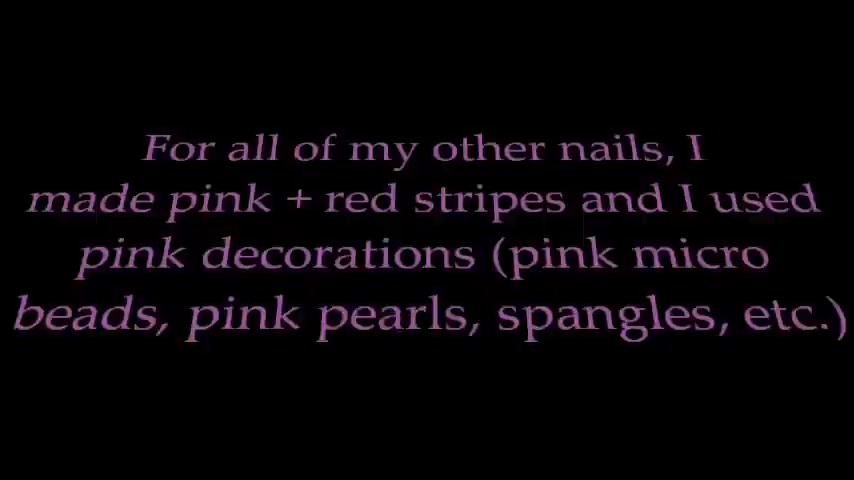 For all of my other nails, I
made pink + red stripes and I used
pink decorations (pink micro
beads, pink pearls, spangles, etc.)